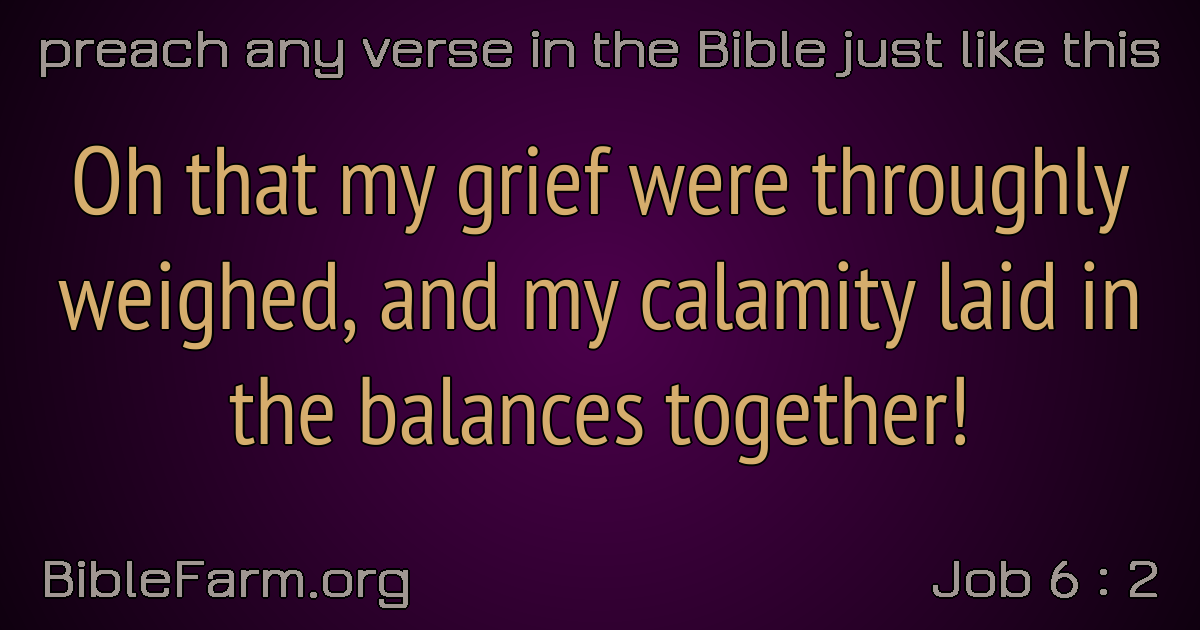 preach any verse in the Bible just like this
Oh that my grief were throughly
weighed, and my calamity laid in
the balances together!
BibleFarm.org
Job 6 : 2